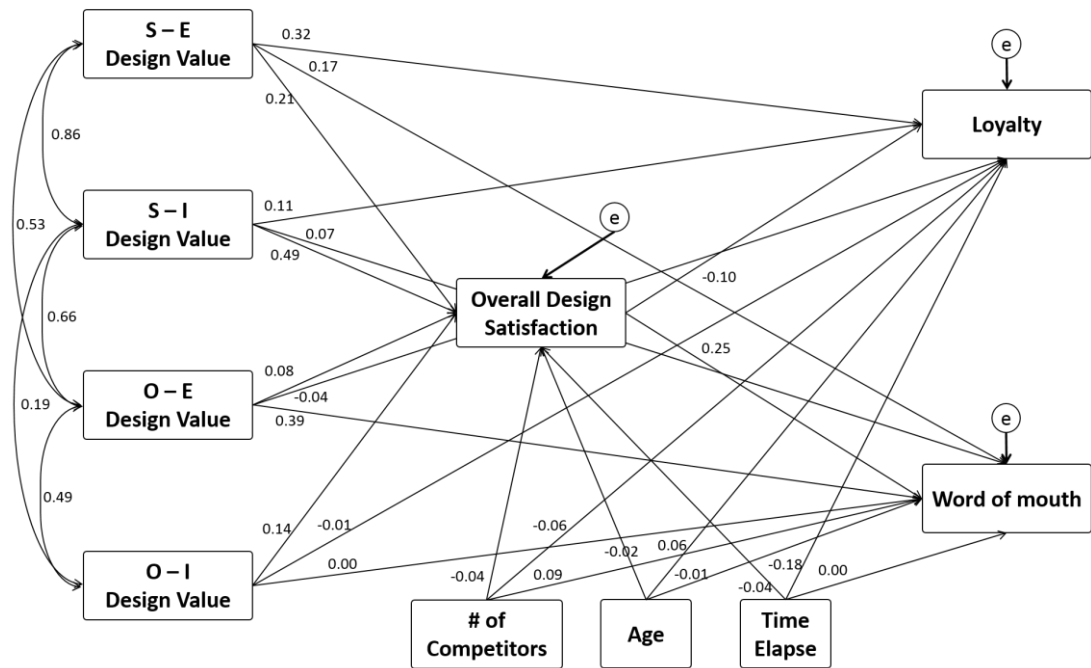 S – E
Design Value
0.32
0.17
0.21
e
Loyalty
0.86
S – I
Design Value
0.53
0.11
0.07
0.49
e
Overall Design
Satisfaction
-0.10
0.66
0.25
O – E
Design Value
0.08
-0.04
0.39
0.19
e
Word of mouth
0.49
0.14
-0.01
0.00
-0.06
-0.02
0.06
-0.04
0.09
-0.01
-0.18
-0.04
0.00
O – I
Design Value
# of
Competitors
Age
Time
Elapse